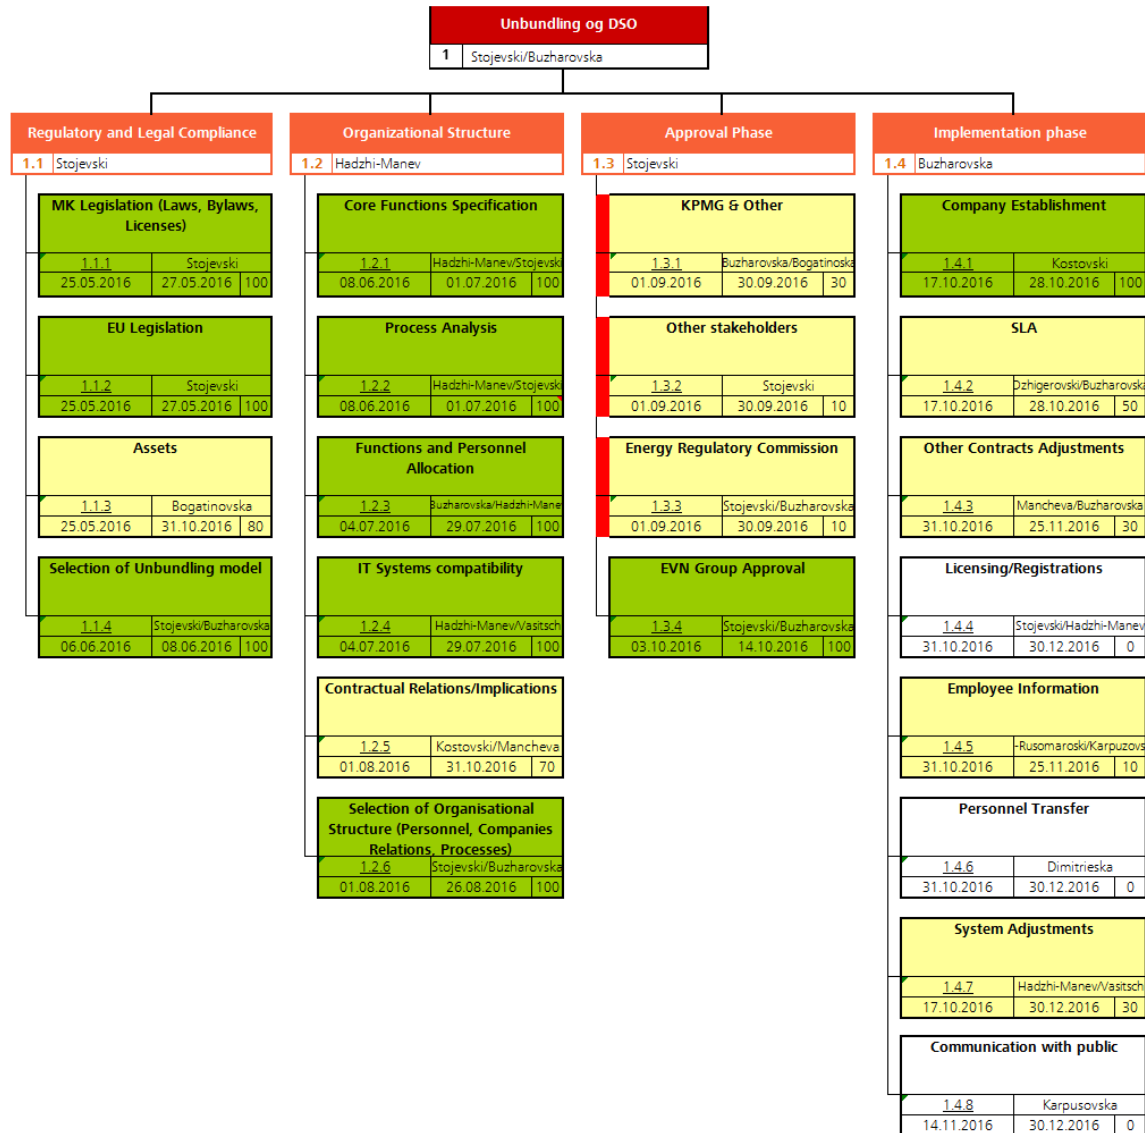 Unbundling og DSO
1 Stojevski/Buzharovska
Regulatory and Legal Compliance
1.1 Stojevski
MK Legislation (Laws, Bylaws,
Licenses)
1.1.1 Stojevski
25.05.2016 27.05.2016 100
EU Legislation
1.1.2 Stojevski
25.05.2016 27.05.2016 100
Assets
1.1.3 Bogatinovska
25.05.2016 31.10.2016 80
Selection of Unbundling model
1.1.4 Stojevski/Buzharovska
06.06.2016 08.06.2016 100
Organizational Structure
1.2 Hadzhi-Manev
Core Functions Specification
1.2.1 Hadzhi-Manev/Stojevski
08.06.2016 01.07.2016 100
Process Analysis
1.2.2 Hadzhi-Manev/Stojevski
08.06.2016 01.07.2016 100
Functions and Personnel
Allocation
1.2.3 Buzharovska/Hadzhi-Mane
04.07.2016 29.07.2016 100
IT Systems compatibility
1.2.4 Hadzhi-Manev/Vasitsch
04.07.2016 29.07.2016 100
Contractual Relations/Implications
1.2.5 Kostovski/Mancheva
01.08.2016 31.10.2016 70
Selection of Organisational
Structure (Personnel, Companies
Relations, Processes)
1.2.6 Stojevski/Buzharovska
01.08.2016 26.08.2016 100
Approval Phase
1.3 Stojevski
KPMG & Other
1.3.1 Buzharovska/Bogatinoska
01.09.2016 30.09.2016 30
Other stakeholders
1.3.2 Stojevski
01.09.2016 30.09.2016 10
Energy Regulatory Commission
1.3.3 Stojevski/Buzharovska
01.09.2016 30.09.2016 10
EVN Group Approval
1.3.4 Stojevski/Buzharovska
03.10.2016 14.10.2016 100
Implementation phase
1.4 Buzharovska
Company Establishment
1.4.1 Kostovski
17.10.2016 28.10.2016 100
SLA
1.4.2 Dzhigerovski/Buzharovska
17.10.2016 28.10.2016 50
Other Contracts Adjustments
1.4.3 Mancheva/Buzharovska
31.10.2016 25.11.2016 30
Licensing/Registrations
1.4.4 Stojevski/Hadzhi-Manev
31.10.2016 30.12.2016 0
Employee Information
1.4.5 -Rusomaroski/Karpuzovs
31.10.2016 25.11.2016 10
Personnel Transfer
1.4.6 Dimitrieska
31.10.2016 30.12.2016 0
System Adjustments
1.4.7 Hadzhi-Manev/Vasitsch
17.10.2016 30.12.2016 30
Communication with public
1.4.8 Karpusovska
14.11.2016 30.12.2016 0